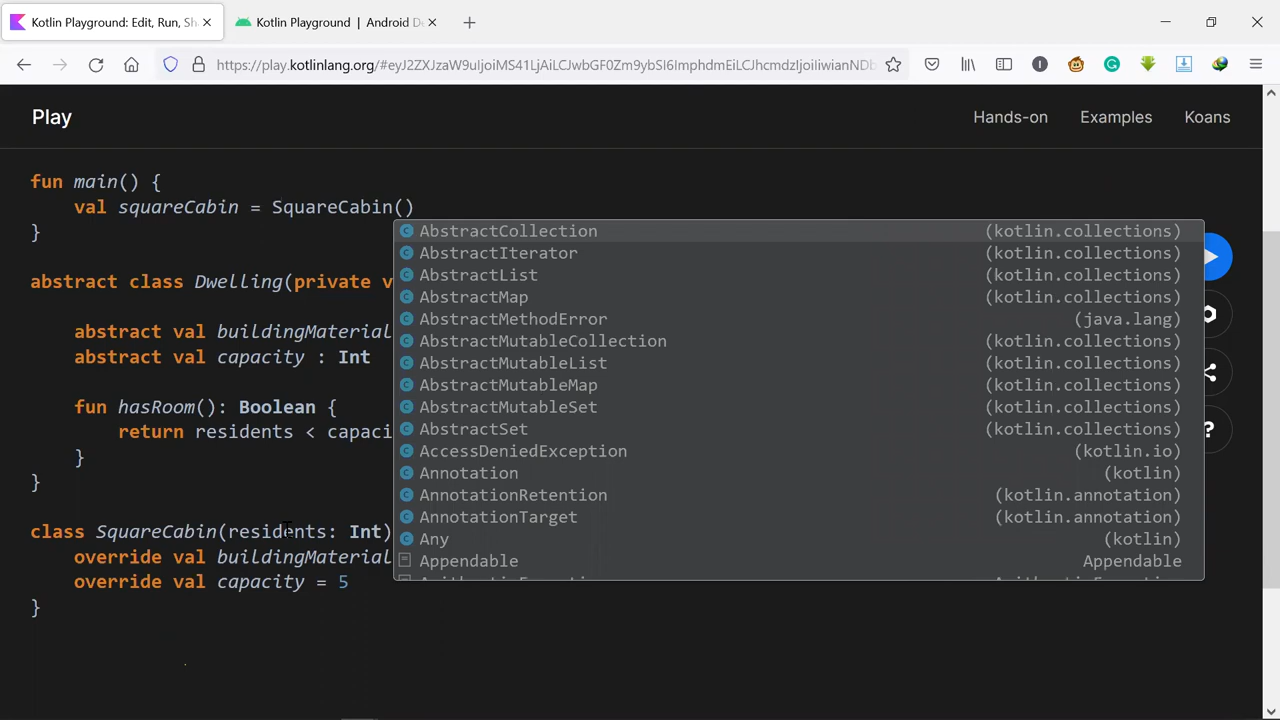 Kotlin Playground: Edit, Run, Sh
Kotlin Playground | Android De
https://play.kotlinlang.org/#eyJ2ZXJzaW9uIjoiMS41LjAiLCJwbGF0Zm9ybSI6ImphdmEiLCJhcmdzIjoiIiwianNDb
Play
Hands-on
Examples
Koans
fun main() {
val squareCabin = SquareCabin()
}
abstract class Dwelling(private v
abstract val buildingMaterial
abstract val capacity : Int
fun hasRoom(): Boolean {
return residents < capaci
}
}
class SquareCabin(residents: Int)
override val buildingMaterial
override val capacity = 5
}
AbstractCollection (kotlin.collections)
AbstractIterator (kotlin.collections)
AbstractList (kotlin.collections)
AbstractMap (kotlin.collections)
AbstractMethodError (java.lang)
AbstractMutableCollection (kotlin.collections)
AbstractMutableList (kotlin.collections)
AbstractMutableMap (kotlin.collections)
AbstractMutableSet (kotlin.collections)
AbstractSet (kotlin.collections)
AccessDeniedException (kotlin.io)
Annotation (kotlin)
AnnotationRetention (kotlin.annotation)
AnnotationTarget (kotlin.annotation)
Any (kotlin)
Appendable Appendable